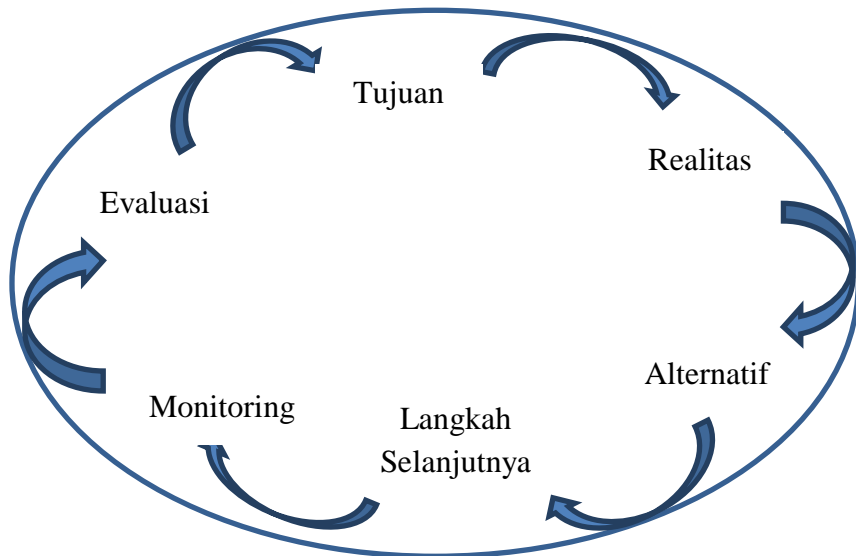 Tujuan
Realitas
Alternatif
Langkah
Selanjutnya
Monitoring
Evaluasi